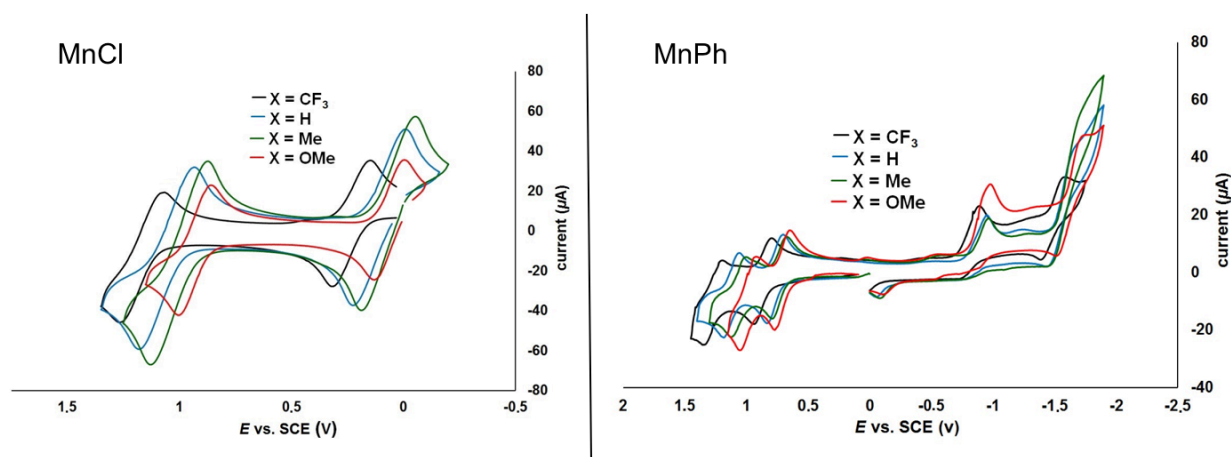 MnCl
X = CF₃
X = H
X = Me
X = OMe
80
60
40
20
0
-20
-40
-60
-80
current (µA)
1.5
1
0.5
0
-0.5
E vs. SCE (V)
MnPh
X = CF₃
X = H
X = Me
X = OMe
80
60
40
20
0
-20
-40
current (µA)
2
1.5
1
0.5
0
-0.5
-1
-1.5
-2
-2.5
E vs. SCE (v)